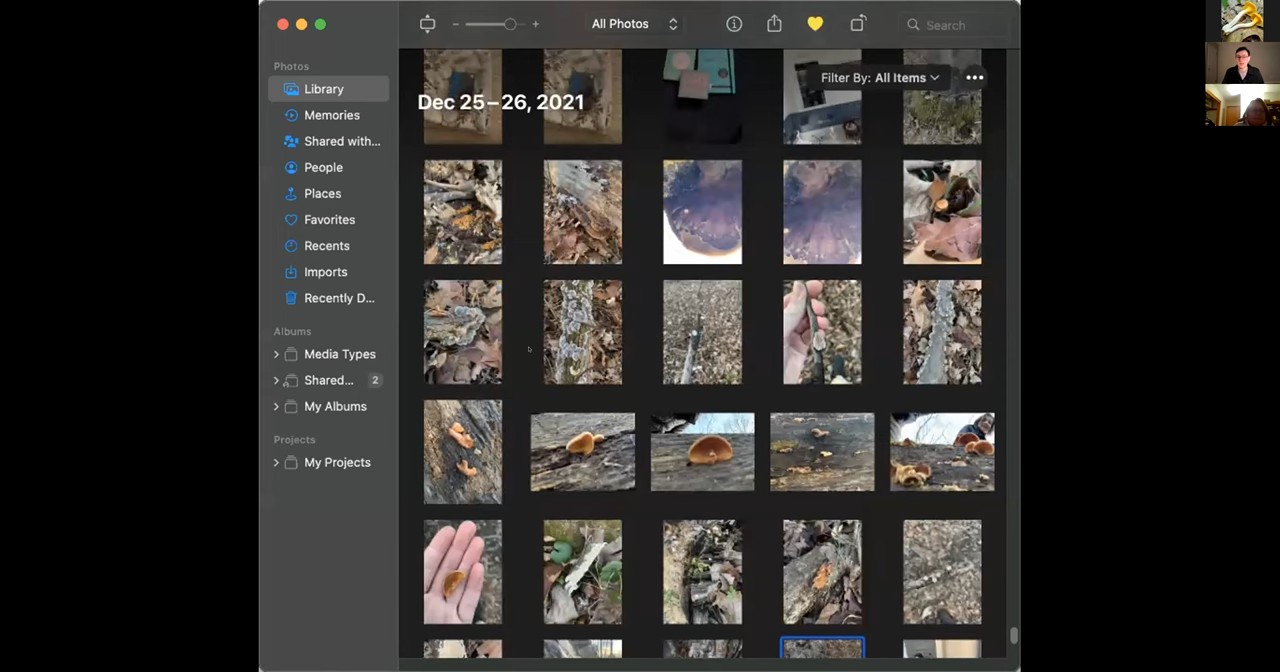 All Photos
Search
Photos
Library
Memories
Shared with...
People
Places
Favorites
Recents
Imports
Recently D...
Albums
Media Types
Shared... 2
My Albums
Projects
My Projects
Filter By: All Items
Dec 25–26, 2021